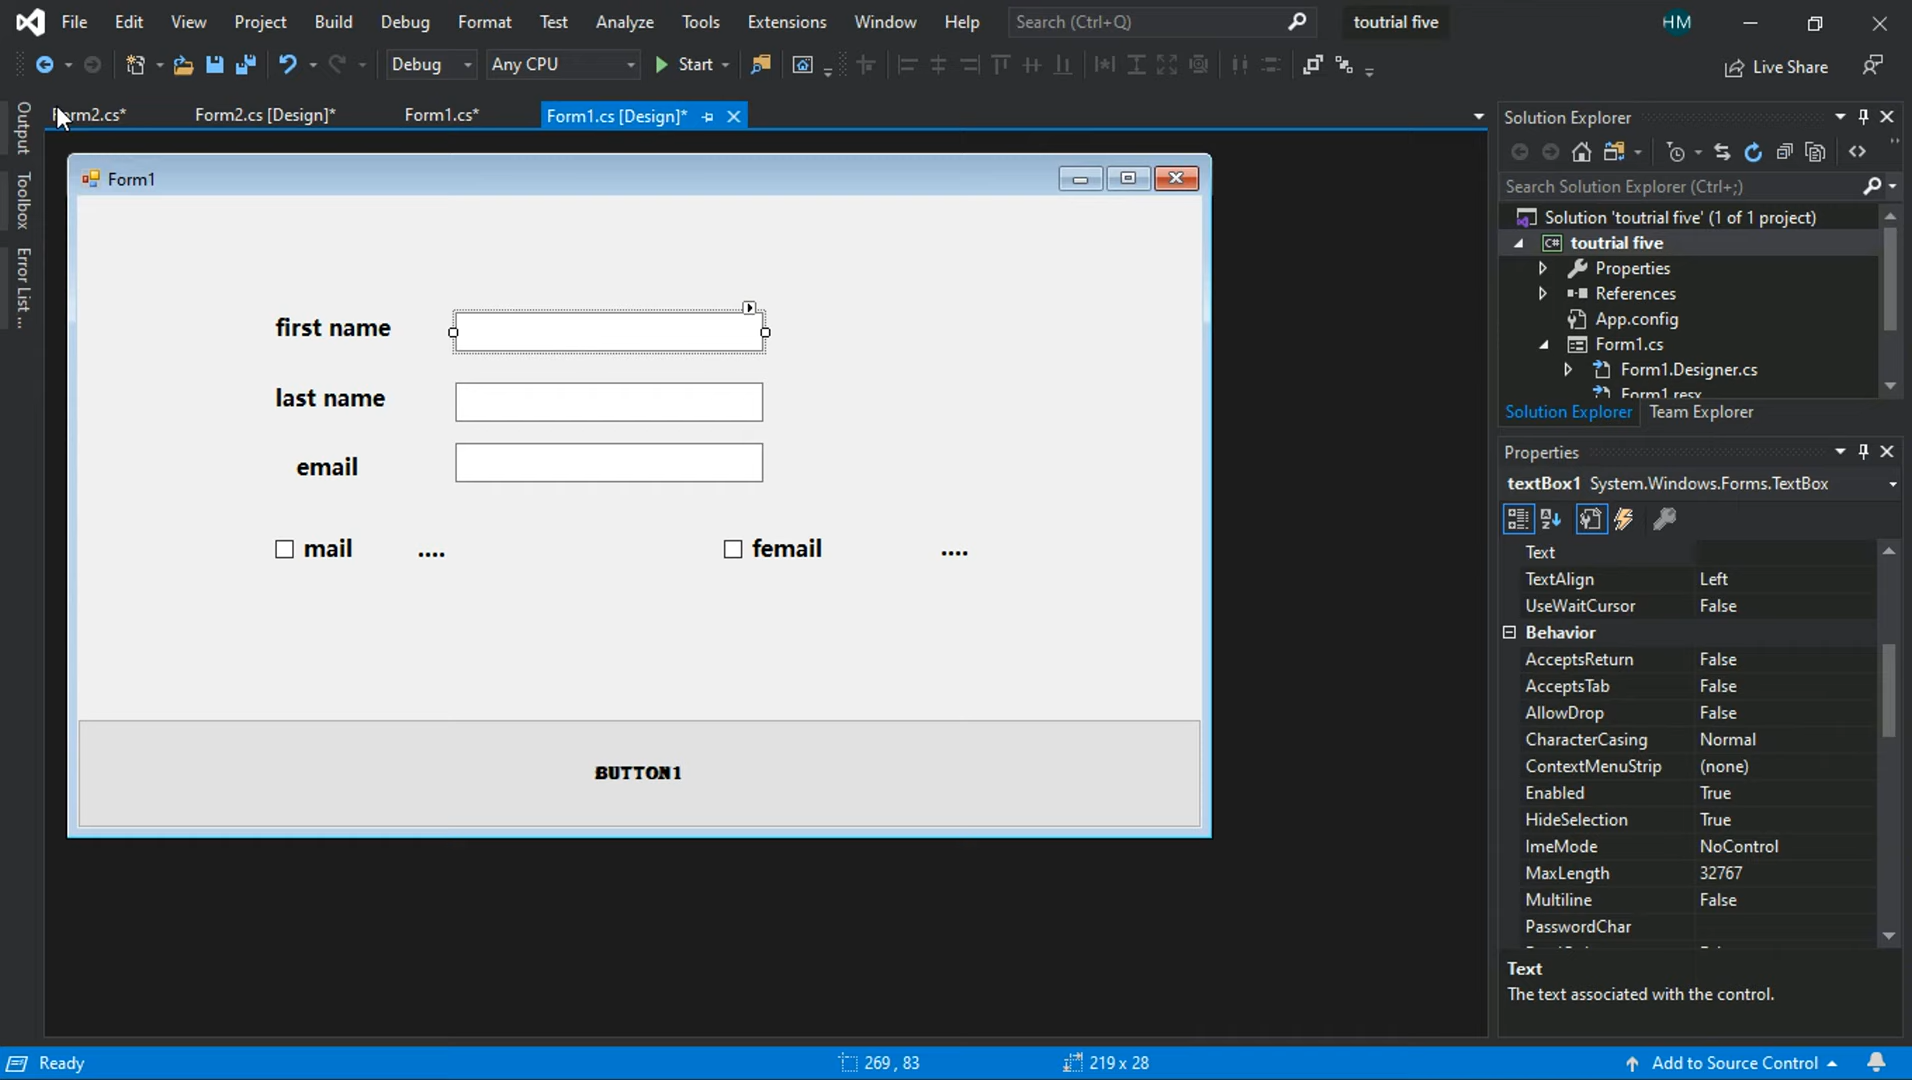 File Edit View Project Build Debug Format Test Analyze Tools Extensions Window Help Search (Ctrl+Q) toutrial five HM
Debug Any CPU Start Live Share
Form2.cs* Form2.cs [Design]* Form1.cs* Form1.cs [Design]*
Output
Toolbox
Error List ...
Form1
first name
last name
email
mail .... femail ....
BUTTON1
Solution Explorer
Search Solution Explorer (Ctrl+;)
Solution 'toutrial five' (1 of 1 project)
C# toutrial five
Properties
References
App.config
Form1.cs
Form1.Designer.cs
Form1.resx
Solution Explorer Team Explorer
Properties
textBox1 System.Windows.Forms.TextBox
Text
TextAlign Left
UseWaitCursor False
Behavior
AcceptsReturn False
AcceptsTab False
AllowDrop False
CharacterCasing Normal
ContextMenuStrip (none)
Enabled True
HideSelection True
ImeMode NoControl
MaxLength 32767
Multiline False
PasswordChar
Text
The text associated with the control.
Ready 269 , 83 219 x 28 Add to Source Control